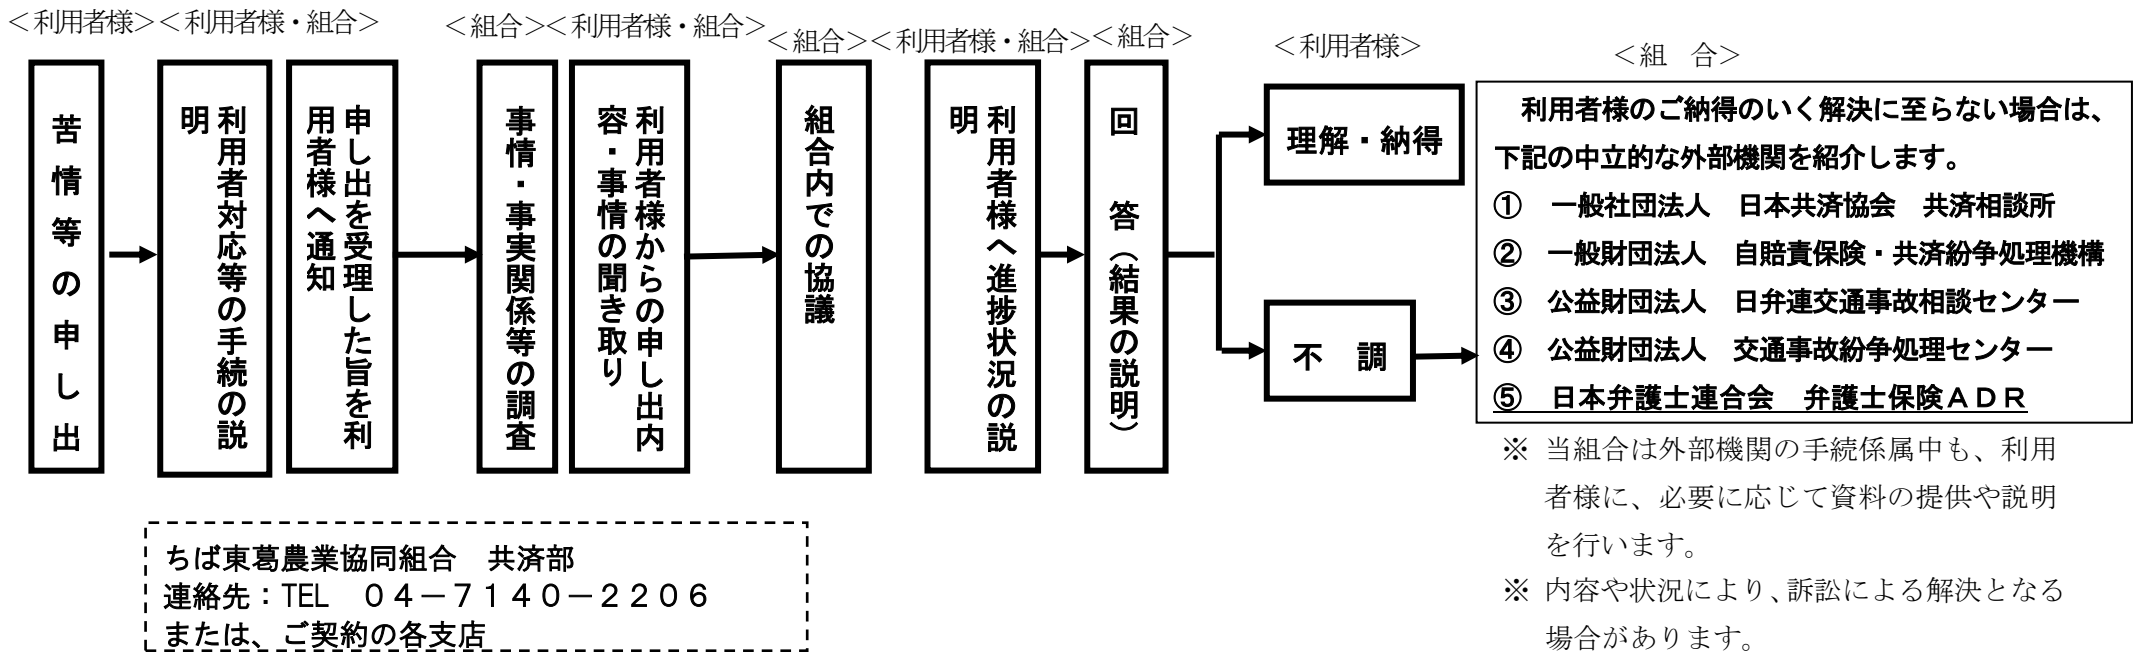 ＜利用者様＞
＜利用者様・組合＞
＜組合＞
＜利用者様・組合＞
＜組合＞
＜利用者様・組合＞
＜組合＞
＜利用者様＞
＜組　合＞
苦情等の申し出
利用者対応等の手続の説
明
申し出を受理した旨を利
用者様へ通知
事情・事実関係等の調査
利用者様からの申し出内
容・事情の聞き取り
組合内での協議
利用者様へ進捗状況の説
明
回　答（結果の説明）
理解・納得
不　調
利用者様のご納得のいく解決に至らない場合は、
下記の中立的な外部機関を紹介します。
①　一般社団法人　日本共済協会　共済相談所
②　一般財団法人　自賠責保険・共済紛争処理機構
③　公益財団法人　日弁連交通事故相談センター
④　公益財団法人　交通事故紛争処理センター
⑤　日本弁護士連合会　弁護士保険ＡＤＲ
※ 当組合は外部機関の手続係属中も、利用
者様に、必要に応じて資料の提供や説明
を行います。
※ 内容や状況により、訴訟による解決となる
場合があります。
ちば東葛農業協同組合　共済部
連絡先：TEL　０４－７１４０－２２０６
または、ご契約の各支店